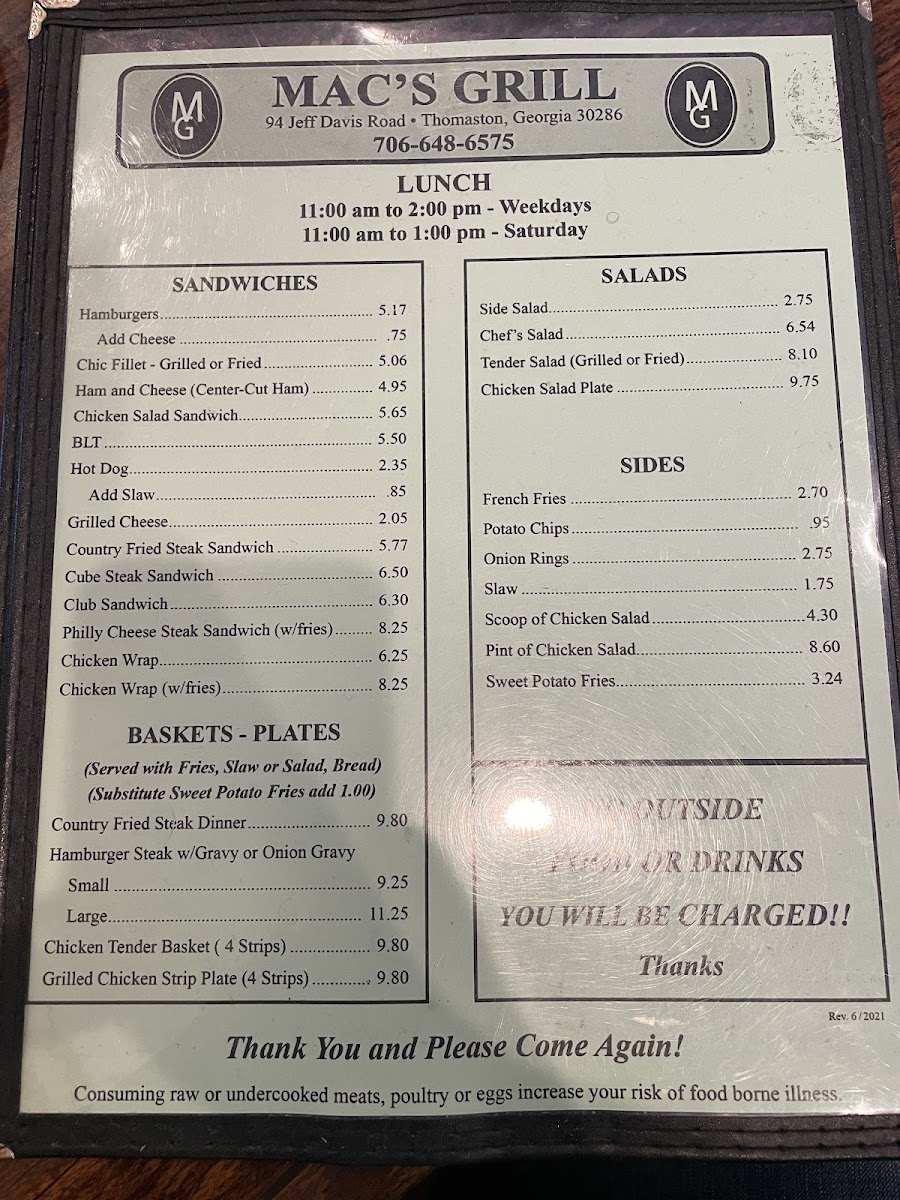 MG
MAC'S GRILL
MG
94 Jeff Davis Road • Thomaston, Georgia 30286
706-648-6575
LUNCH
11:00 am to 2:00 pm - Weekdays
11:00 am to 1:00 pm - Saturday
SANDWICHES
Hamburgers 5.17
Add Cheese .75
Chic Fillet - Grilled or Fried 5.06
Ham and Cheese (Center-Cut Ham) 4.95
Chicken Salad Sandwich 5.65
BLT 5.50
Hot Dog 2.35
Add Slaw .85
Grilled Cheese 2.05
Country Fried Steak Sandwich 5.77
Cube Steak Sandwich 6.50
Club Sandwich 6.30
Philly Cheese Steak Sandwich (w/fries) 8.25
Chicken Wrap 6.25
Chicken Wrap (w/fries) 8.25
BASKETS - PLATES
(Served with Fries, Slaw or Salad, Bread)
(Substitute Sweet Potato Fries add 1.00)
Country Fried Steak Dinner 9.80
Hamburger Steak w/Gravy or Onion Gravy
Small 9.25
Large 11.25
Chicken Tender Basket ( 4 Strips) 9.80
Grilled Chicken Strip Plate (4 Strips) 9.80
SALADS
Side Salad 2.75
Chef's Salad 6.54
Tender Salad (Grilled or Fried) 8.10
Chicken Salad Plate 9.75
SIDES
French Fries 2.70
Potato Chips .95
Onion Rings 2.75
Slaw 1.75
Scoop of Chicken Salad 4.30
Pint of Chicken Salad 8.60
Sweet Potato Fries 3.24
OUTSIDE
FOOD OR DRINKS
YOU WILL BE CHARGED!!
Thanks
Rev. 6/2021
Thank You and Please Come Again!
Consuming raw or undercooked meats, poultry or eggs increase your risk of food borne illness.